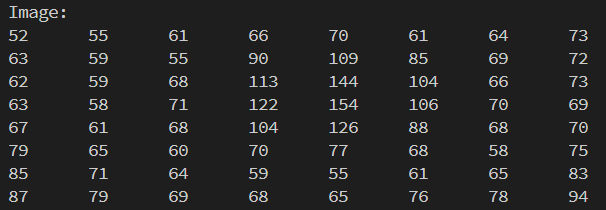 Image:
52 55 61 66 70 61 64 73
63 59 55 90 109 85 69 72
62 59 68 113 144 104 66 73
63 58 71 122 154 106 70 69
67 61 68 104 126 88 68 70
79 65 60 70 77 68 58 75
85 71 64 59 55 61 65 83
87 79 69 68 65 76 78 94